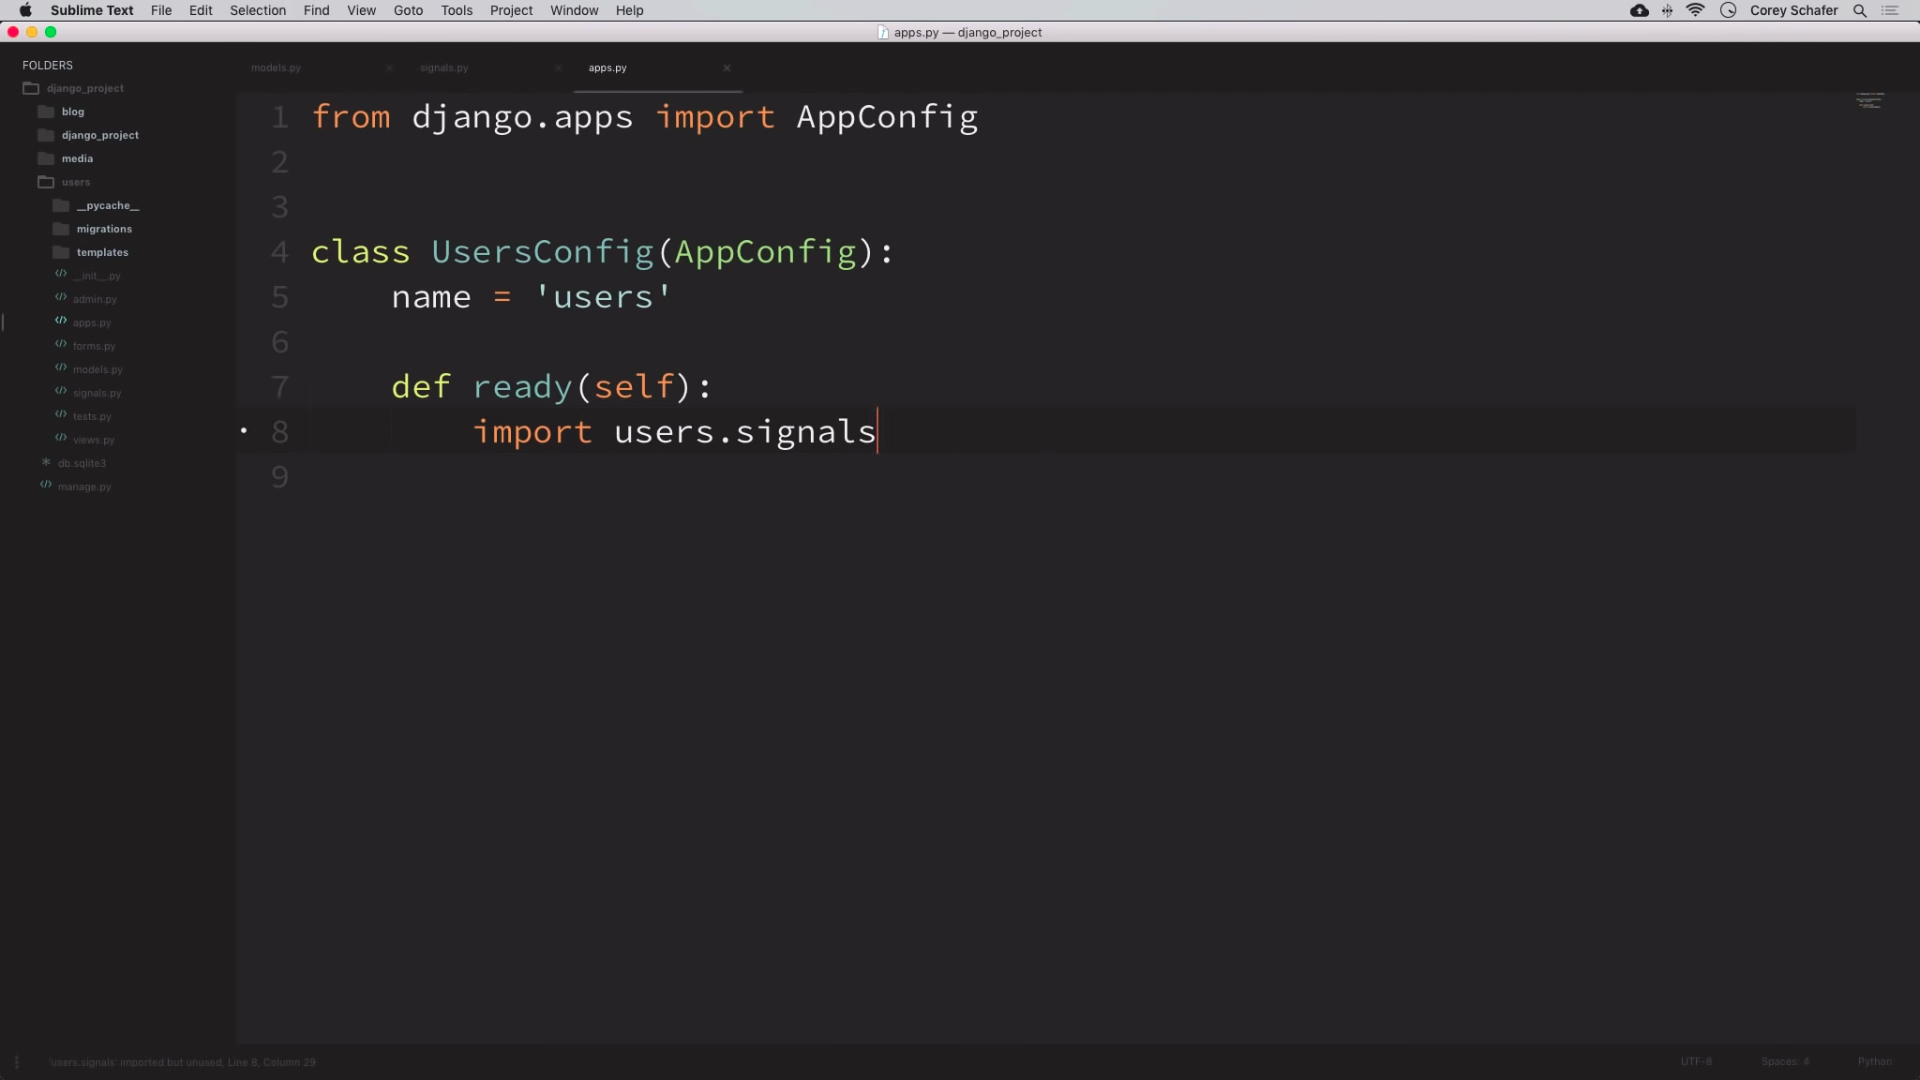 Sublime Text File Edit Selection Find View Goto Tools Project Window Help Corey Schafer
apps.py — django_project
FOLDERS
django_project
blog
django_project
media
users
__pycache__
migrations
templates
__init__.py
admin.py
apps.py
forms.py
models.py
signals.py
tests.py
views.py
db.sqlite3
manage.py
models.py × signals.py × apps.py ×
1 from django.apps import AppConfig
2
3
4 class UsersConfig(AppConfig):
5 name = 'users'
6
7 def ready(self):
8 import users.signals
9
'users.signals' imported but unused, Line 8, Column 29 UTF-8 Spaces: 4 Python